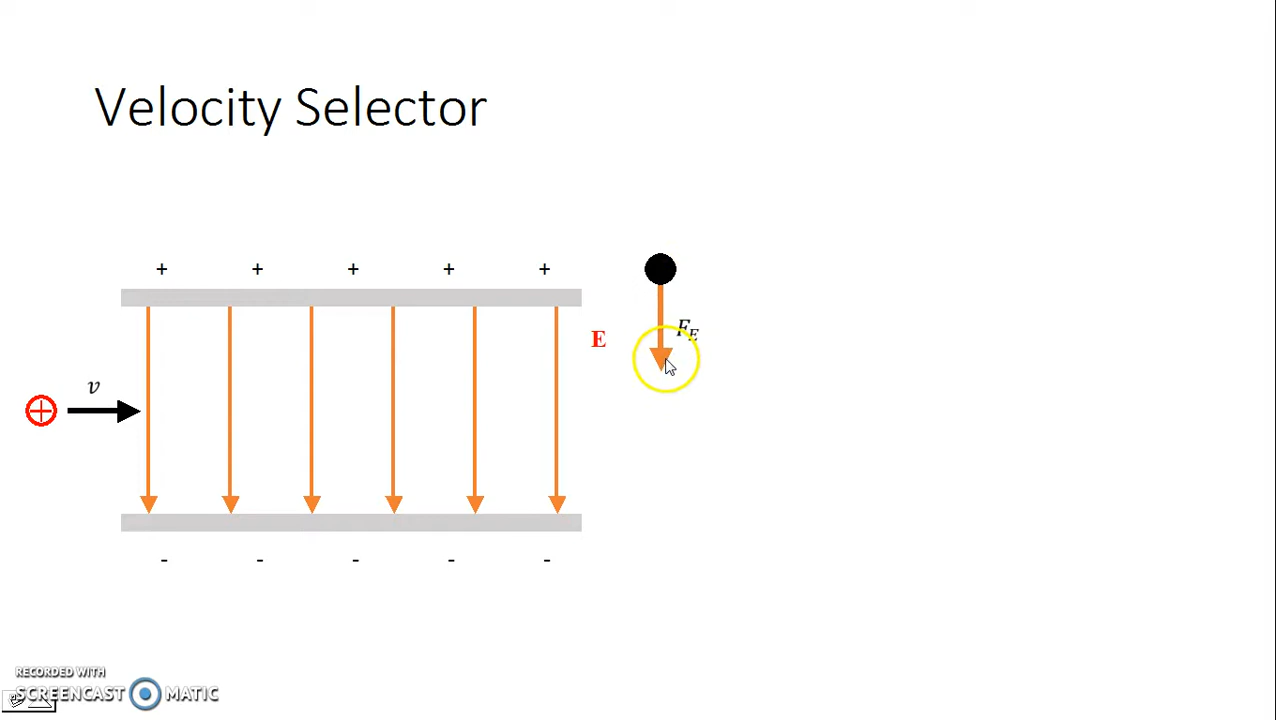 Velocity Selector
+ + + + +
E
F_E
v
- - - - -
RECORDED WITH
SCREENCAST MATIC